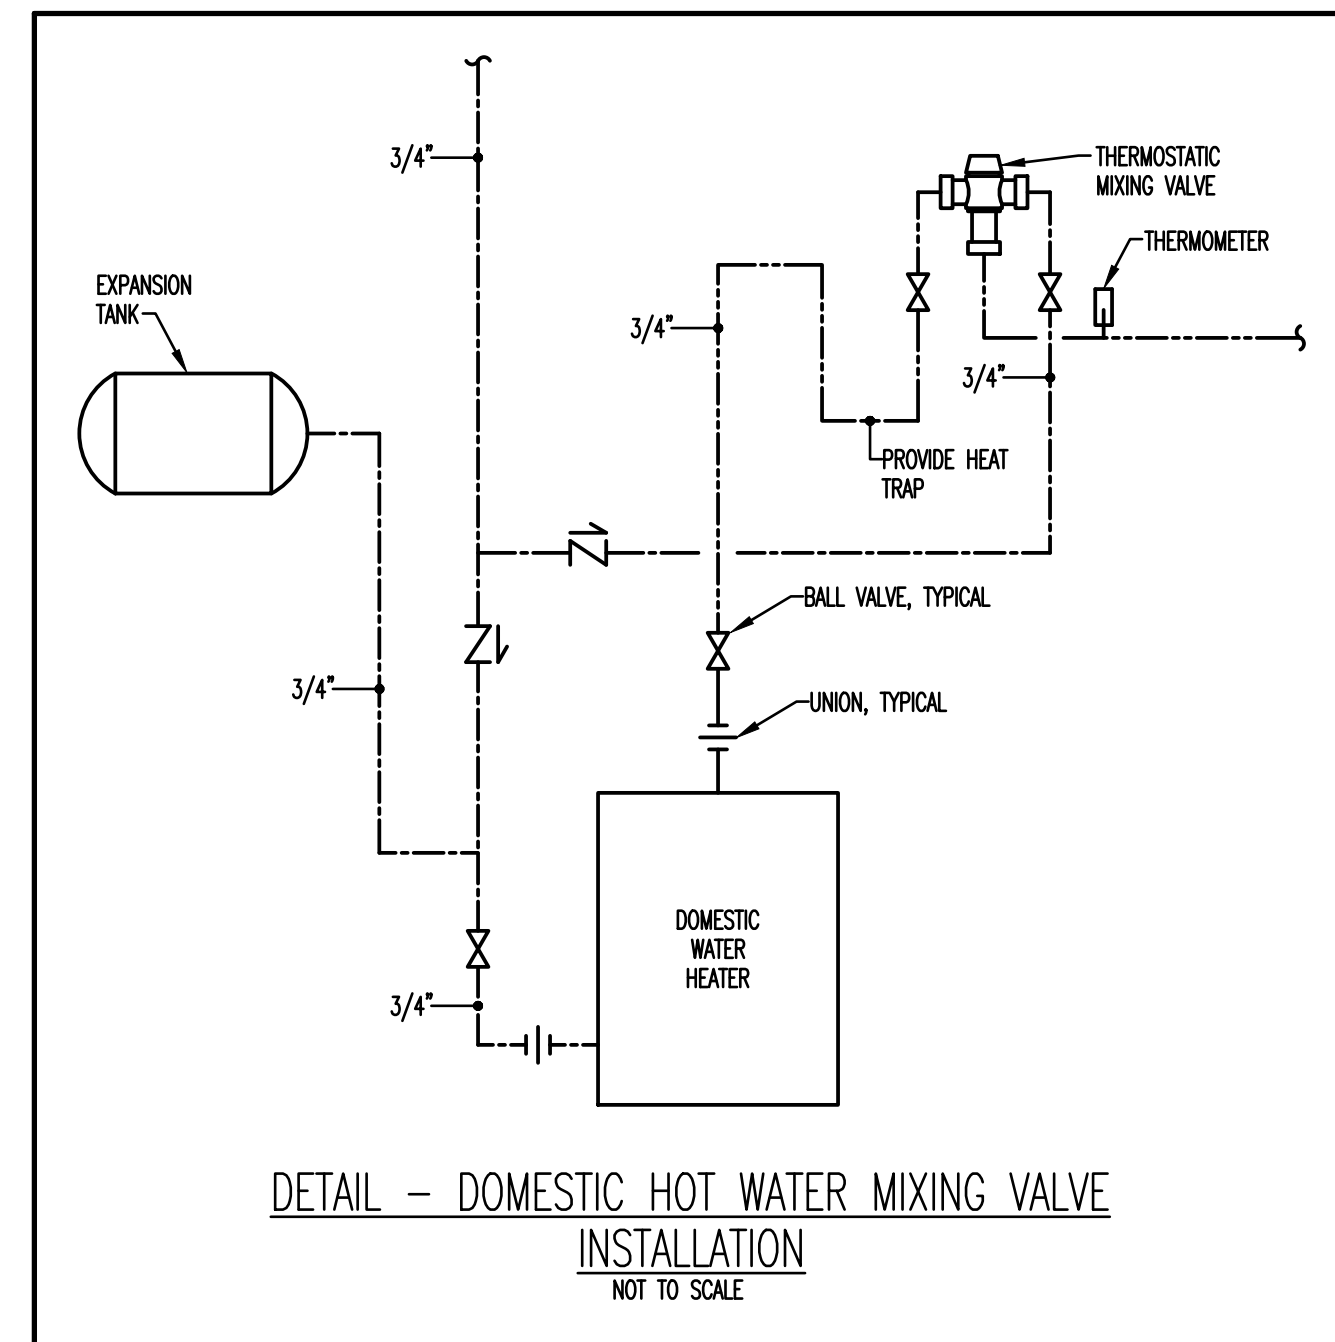 3/4"
THERMOSTATIC
MIXING VALVE
THERMOMETER
EXPANSION
TANK
3/4"
3/4"
PROVIDE HEAT
TRAP
BALL VALVE, TYPICAL
3/4"
UNION, TYPICAL
DOMESTIC
WATER
HEATER
3/4"
DETAIL - DOMESTIC HOT WATER MIXING VALVE
INSTALLATION
NOT TO SCALE